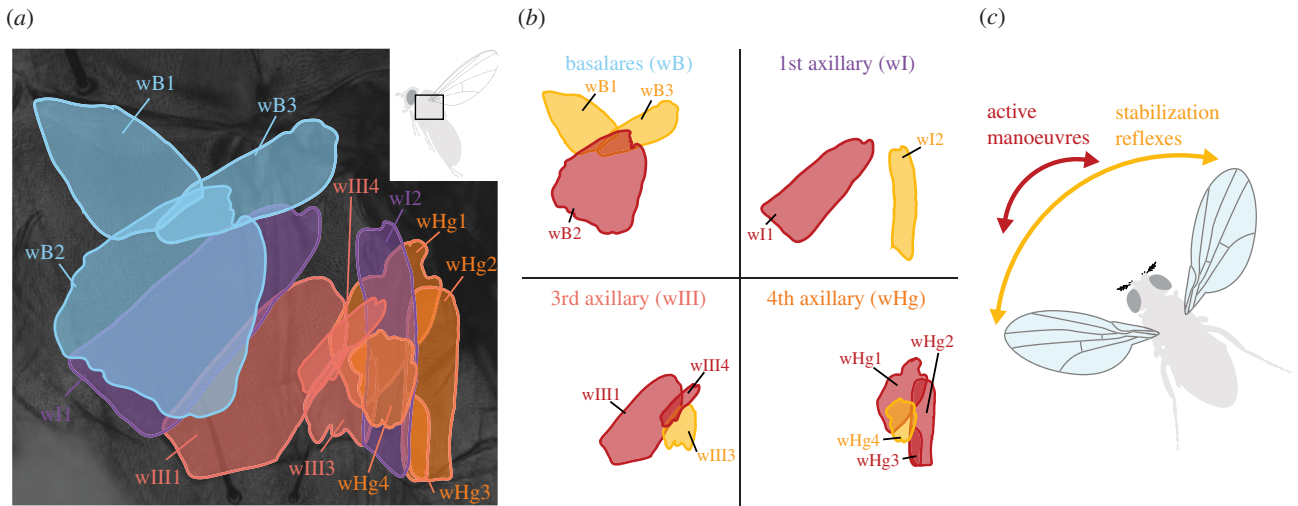 (a)
wB1
wB3
wIII4
wI2
wHg1
wHg2
wB2
wI1
wIII1
wIII3
wHg4
wHg3
(b)
basalares (wB)
wB1
wB3
wB2
1st axillary (wI)
wI2
wI1
3rd axillary (wIII)
wIII4
wIII1
wIII3
4th axillary (wHg)
wHg2
wHg1
wHg4
wHg3
(c)
active
manoeuvres
stabilization
reflexes